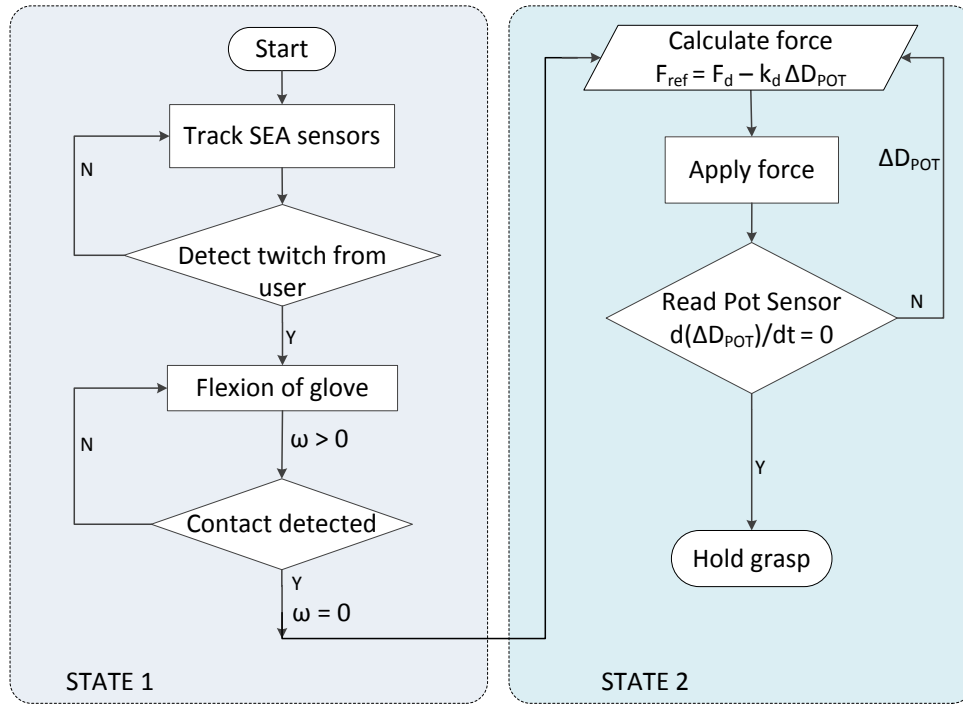 Start
Track SEA sensors
N
Detect twitch from
user
Y
Flexion of glove
N
ω > 0
Contact detected
Y
ω = 0
STATE 1
Calculate force
F_ref = F_d – k_d ΔD_POT
Apply force
ΔD_POT
Read Pot Sensor
d(ΔD_POT)/dt = 0
N
Y
Hold grasp
STATE 2